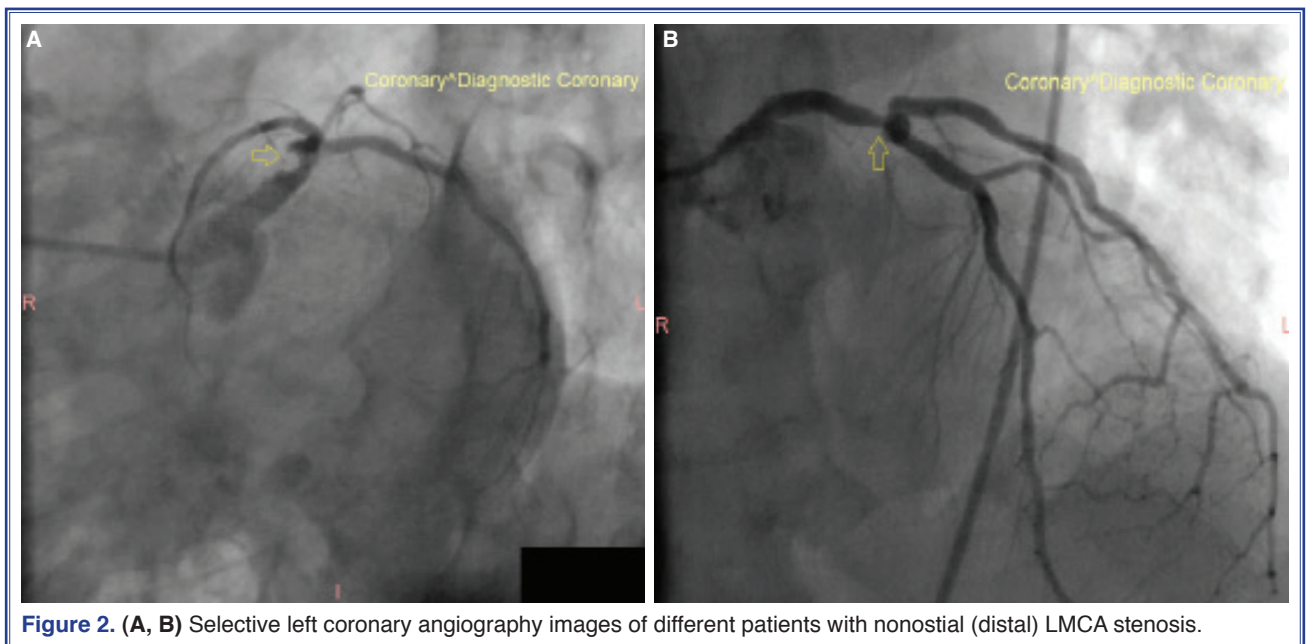 A
Coronary^Diagnostic Coronary
R
L
I
B
Coronary^Diagnostic Coronary
R
L
Figure 2. (A, B) Selective left coronary angiography images of different patients with nonostial (distal) LMCA stenosis.